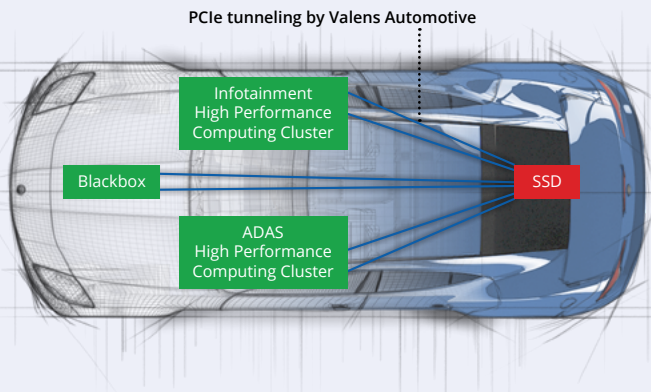 PCIe tunneling by Valens Automotive
Infotainment
High Performance
Computing Cluster
Blackbox
SSD
ADAS
High Performance
Computing Cluster